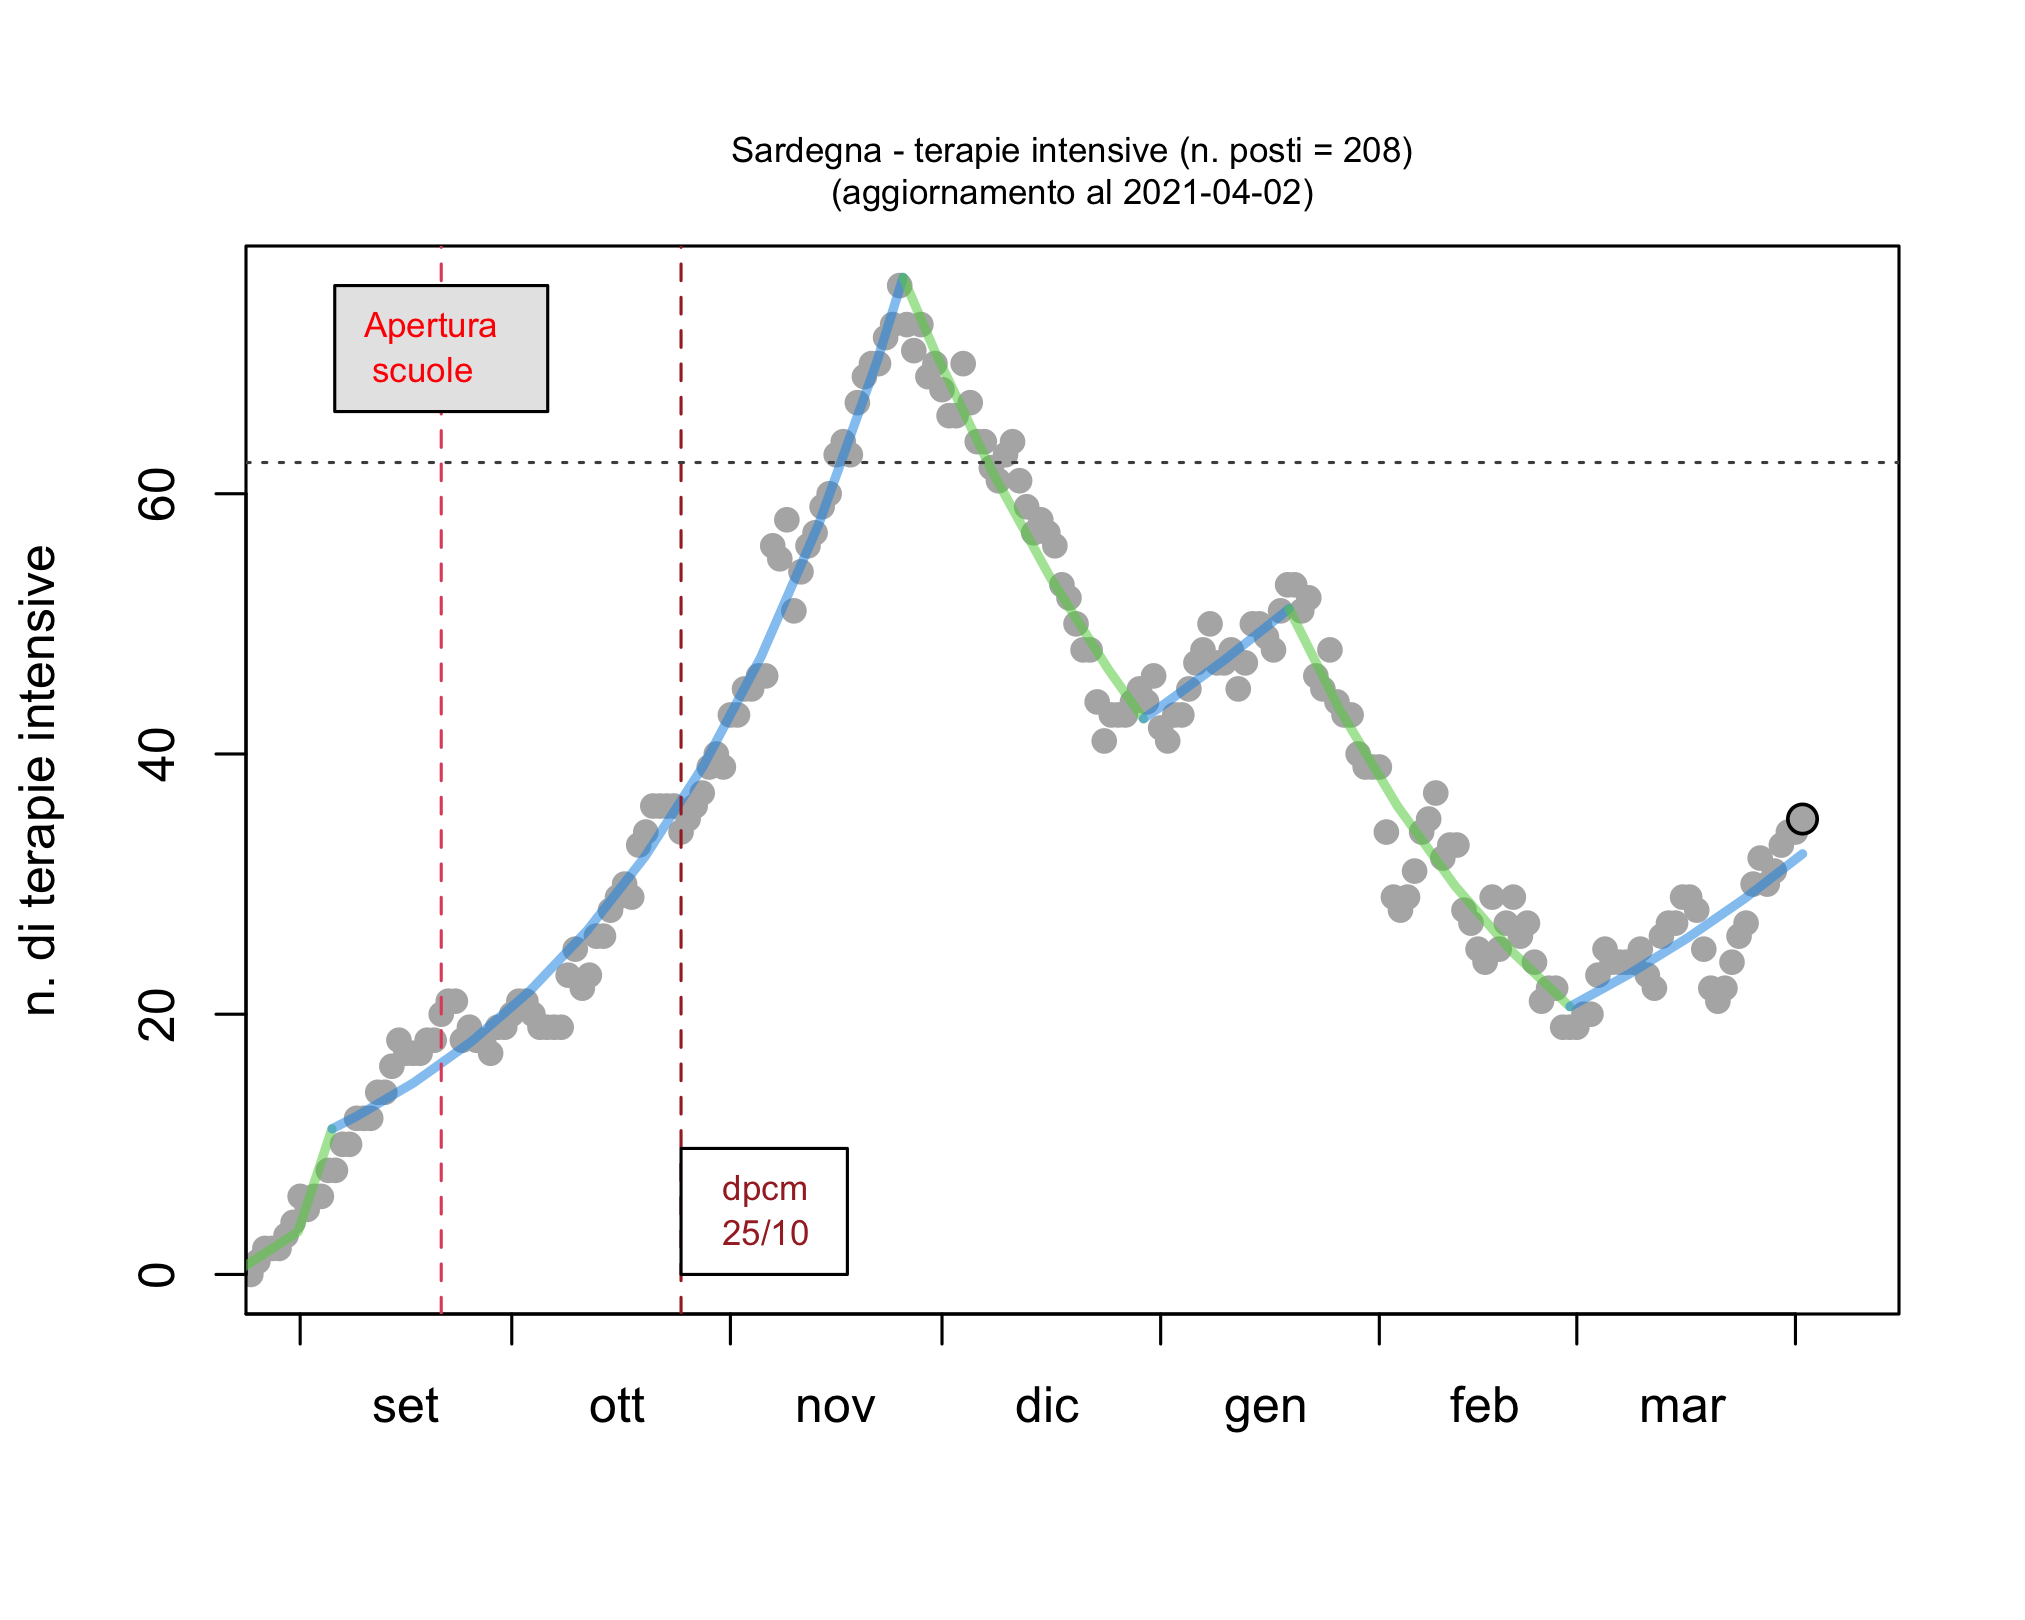 Sardegna - terapie intensive (n. posti = 208)
(aggiornamento al 2021-04-02)
Apertura
scuole
n. di terapie intensive
60
40
20
0
dpcm
25/10
set ott nov dic gen feb mar